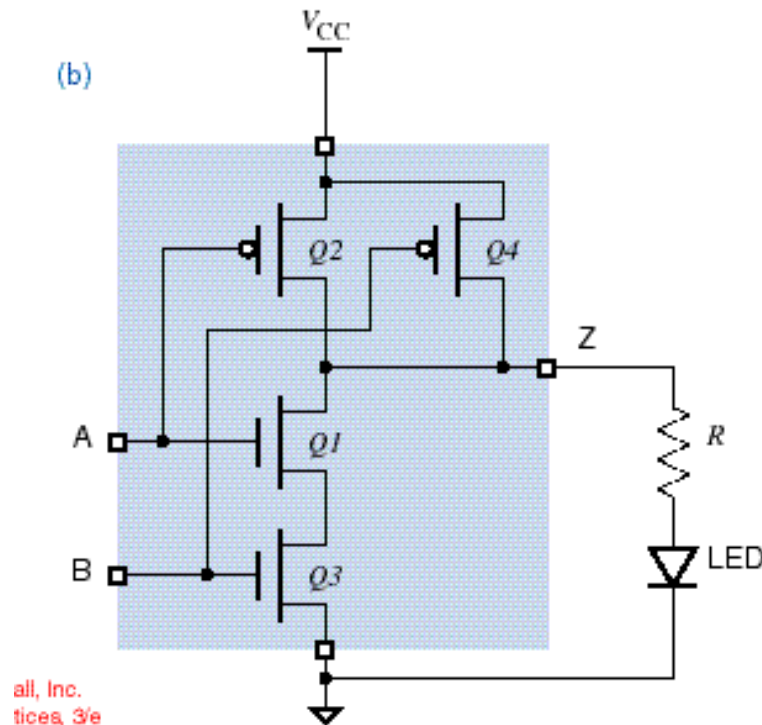 V_CC
(b)
Q2
Q4
Z
A
Q1
R
B
Q3
LED
all, Inc.
tices, 3/e